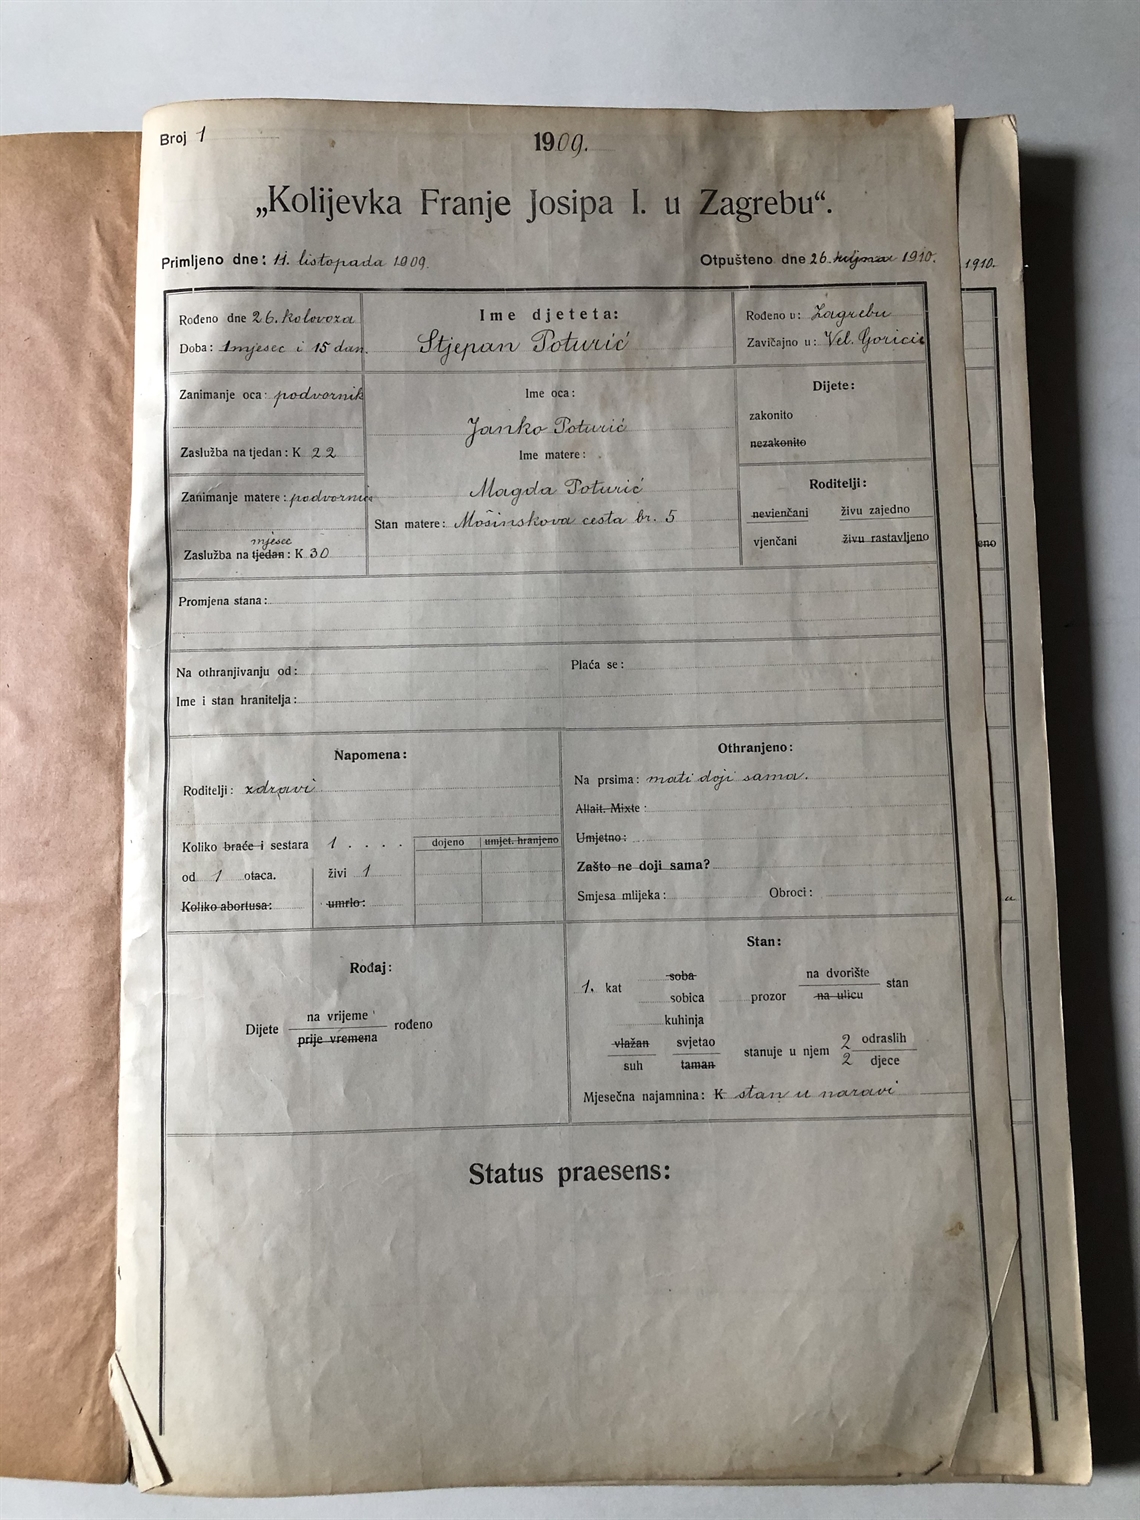 Broj 1
1909.
„Kolijevka Franje Josipa I. u Zagrebu“.
Primljeno dne: 11. listopada 1909.
Otpušteno dne 26. 1910.
1910.
Rođeno dne 26. kolovoza
Doba: 1 mjesec i 15 dan.
Ime djeteta:
Stjepan Poturić
Rođeno u: Zagrebu
Zavičajno u: Vel. Gorici
Zanimanje oca: podvornik
Zaslužba na tjedan: K 22
Ime oca:
Janko Poturić
Ime matere:
Magda Poturić
Stan matere: Mošinskova cesta br. 5
Zanimanje matere: podvornica
mjesec
Zaslužba na tjedan: K 30
Dijete:
zakonito
nezakonito
Roditelji:
nevjenčani živu zajedno
vjenčani živu rastavljeno
eno
Promjena stana:
Na othranjivanju od:
Plaća se:
Ime i stan hranitelja:
Napomena:
Roditelji: zdravi
Koliko braće i sestara 1
od 1 otaca. živi 1
Koliko abortusa: umrlo:
dojeno umjet. hranjeno
Othranjeno:
Na prsima: mati doji sama.
Allait. Mixte
Umjetno:
Zašto ne doji sama?
Smjesa mlijeka: Obroci:
Rođaj:
na vrijeme
Dijete rođeno
prije vremena
Stan:
soba na dvorište
1. kat prozor stan
sobica na ulicu
kuhinja
vlažan svjetao 2 odraslih
stanuje u njem
suh taman 2 djece
Mjesečna najamnina: K stan u naravi
Status praesens: